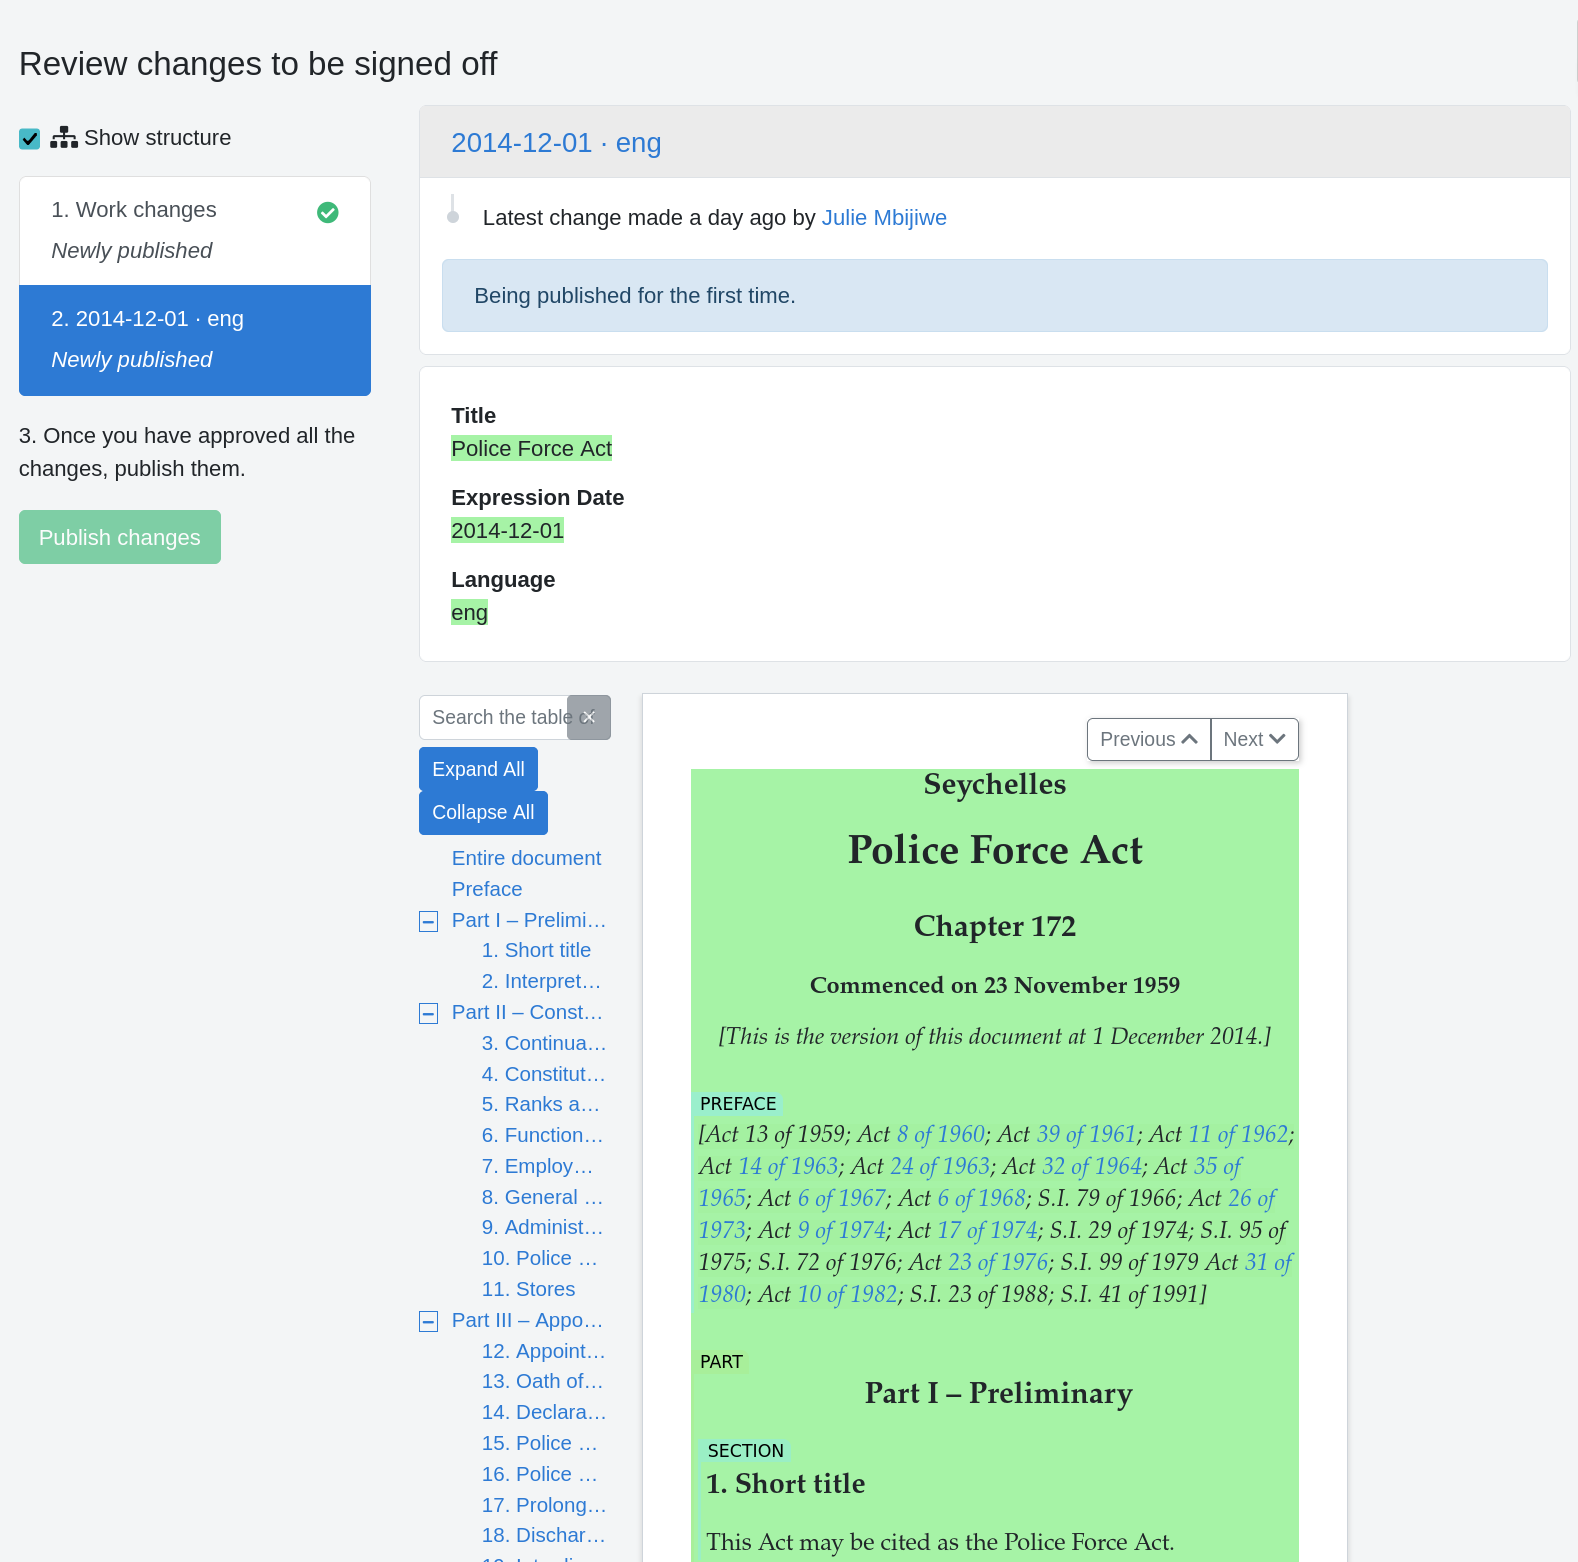 Review changes to be signed off
Show structure
1. Work changes
Newly published
2. 2014-12-01 · eng
Newly published
3. Once you have approved all the
changes, publish them.
Publish changes
2014-12-01 · eng
Latest change made a day ago by Julie Mbijiwe
Being published for the first time.
Title
Police Force Act
Expression Date
2014-12-01
Language
eng
Search the table of
Expand All
Collapse All
Entire document
Preface
Part I – Prelimi…
1. Short title
2. Interpret…
Part II – Const…
3. Continua…
4. Constitut…
5. Ranks a…
6. Function…
7. Employ…
8. General …
9. Administ…
10. Police …
11. Stores
Part III – Appo…
12. Appoint…
13. Oath of…
14. Declara…
15. Police …
16. Police …
17. Prolong…
18. Dischar…
Previous
Next
Seychelles
Police Force Act
Chapter 172
Commenced on 23 November 1959
[This is the version of this document at 1 December 2014.]
PREFACE
[Act 13 of 1959; Act 8 of 1960; Act 39 of 1961; Act 11 of 1962;
Act 14 of 1963; Act 24 of 1963; Act 32 of 1964; Act 35 of
1965; Act 6 of 1967; Act 6 of 1968; S.I. 79 of 1966; Act 26 of
1973; Act 9 of 1974; Act 17 of 1974; S.I. 29 of 1974; S.I. 95 of
1975; S.I. 72 of 1976; Act 23 of 1976; S.I. 99 of 1979 Act 31 of
1980; Act 10 of 1982; S.I. 23 of 1988; S.I. 41 of 1991]
PART
Part I – Preliminary
SECTION
1. Short title
This Act may be cited as the Police Force Act.